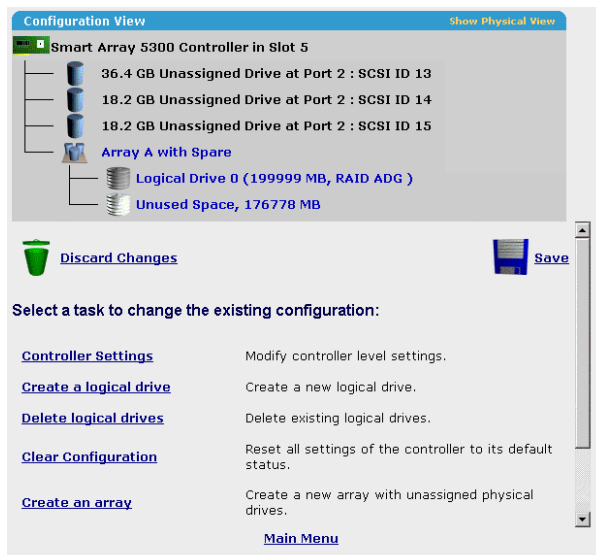 Configuration View
Show Physical View
Smart Array 5300 Controller in Slot 5
36.4 GB Unassigned Drive at Port 2 : SCSI ID 13
18.2 GB Unassigned Drive at Port 2 : SCSI ID 14
18.2 GB Unassigned Drive at Port 2 : SCSI ID 15
Array A with Spare
Logical Drive 0 (199999 MB, RAID ADG )
Unused Space, 176778 MB
Discard Changes
Save
Select a task to change the existing configuration:
Controller Settings
Modify controller level settings.
Create a logical drive
Create a new logical drive.
Delete logical drives
Delete existing logical drives.
Clear Configuration
Reset all settings of the controller to its default
status.
Create an array
Create a new array with unassigned physical
drives.
Main Menu